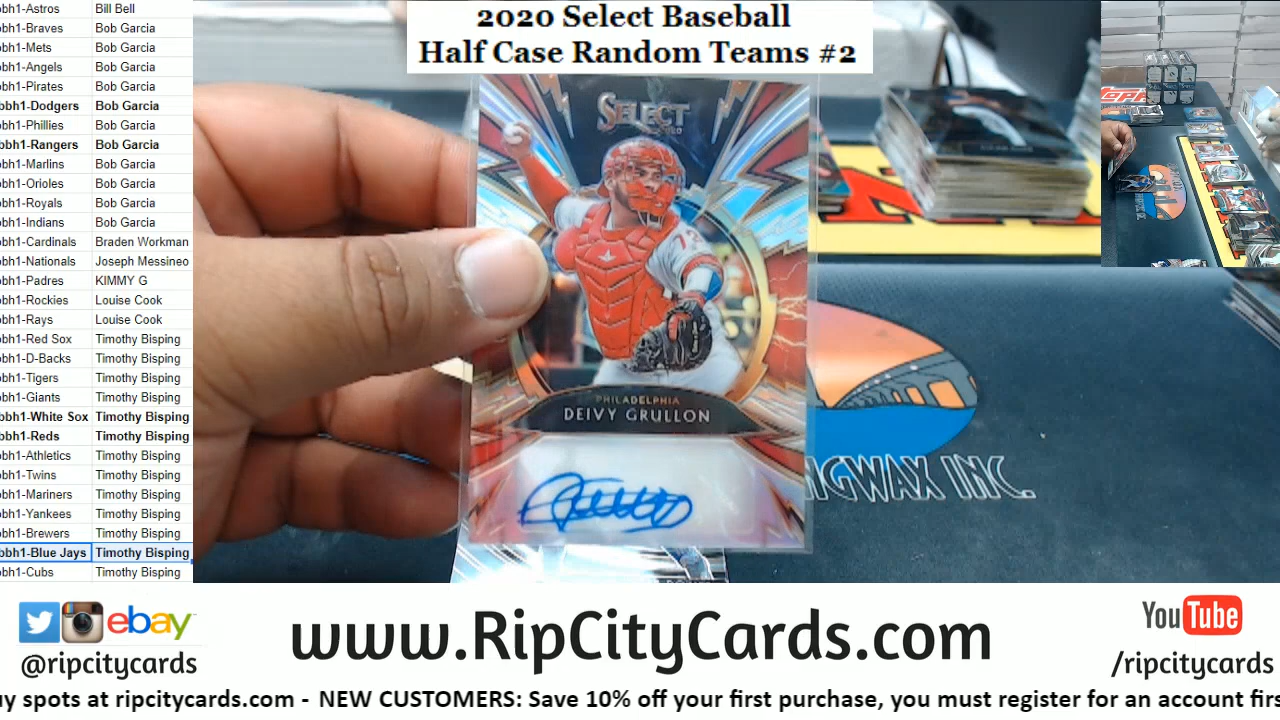 2020 Select Baseball
Half Case Random Teams #2
bh1-Astros Bill Bell
bh1-Braves Bob Garcia
bh1-Mets Bob Garcia
bh1-Angels Bob Garcia
bh1-Pirates Bob Garcia
bbh1-Dodgers Bob Garcia
bh1-Phillies Bob Garcia
bbh1-Rangers Bob Garcia
bh1-Marlins Bob Garcia
bh1-Orioles Bob Garcia
bh1-Royals Bob Garcia
bh1-Indians Bob Garcia
bh1-Cardinals Braden Workman
bh1-Nationals Joseph Messineo
bh1-Padres KIMMY G
bh1-Rockies Louise Cook
bh1-Rays Louise Cook
bh1-Red Sox Timothy Bisping
bh1-D-Backs Timothy Bisping
bh1-Tigers Timothy Bisping
bh1-Giants Timothy Bisping
bbh1-White Sox Timothy Bisping
bbh1-Reds Timothy Bisping
bh1-Athletics Timothy Bisping
bh1-Twins Timothy Bisping
bh1-Mariners Timothy Bisping
bh1-Yankees Timothy Bisping
bh1-Brewers Timothy Bisping
bbh1-Blue Jays Timothy Bisping
bh1-Cubs Timothy Bisping
SELECT
PHILADELPHIA
DEIVY GRULLON
NGWAX INC.
ebay
@ripcitycards
www.RipCityCards.com
YouTube
/ripcitycards
uy spots at ripcitycards.com - NEW CUSTOMERS: Save 10% off your first purchase, you must register for an account firs